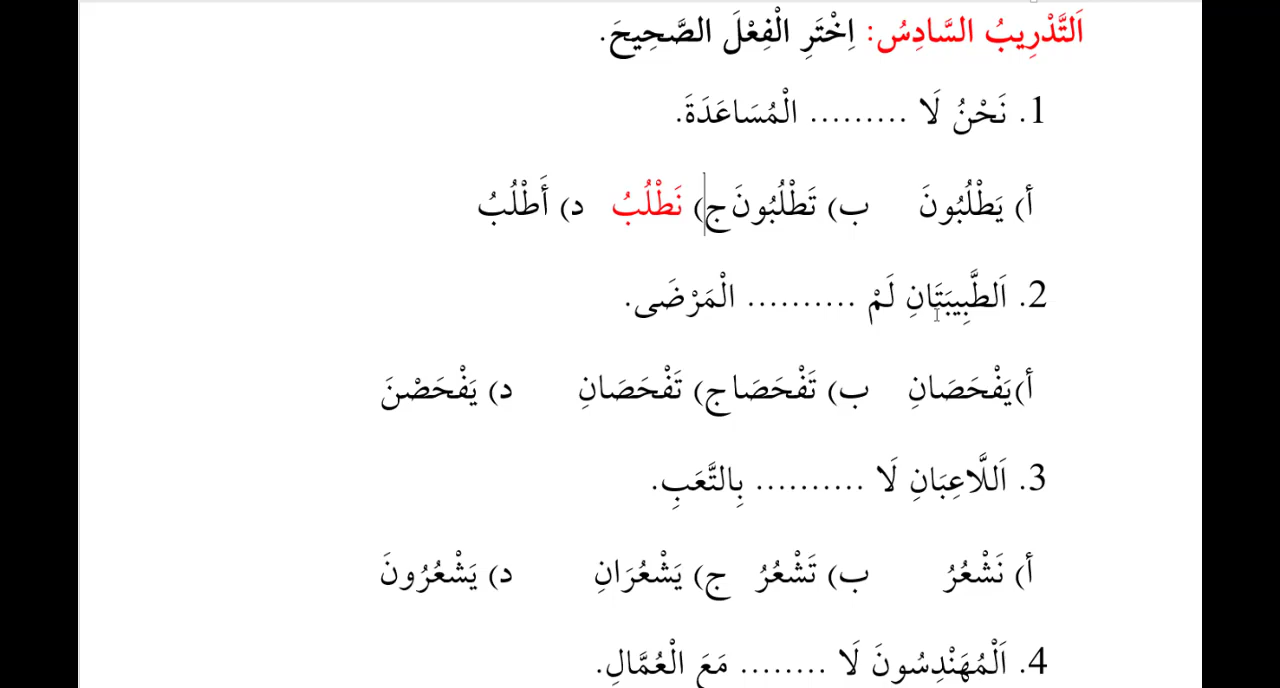 اَلتَّدْرِيبُ السَّادِسُ: اِخْتَرِ الْفِعْلَ الصَّحِيحَ.
1. نَحْنُ لَا ......... الْمُسَاعَدَةَ.
أ) يَطْلُبُونَ ب) تَطْلُبُونَ ج) نَطْلُبُ د) أَطْلُبُ
2. اَلطَّبِيبَتَانِ لَمْ .......... الْمَرْضَى.
أ) يَفْحَصَانِ ب) تَفْحَصَا ج) تَفْحَصَانِ د) يَفْحَصْنَ
3. اَللَّاعِبَانِ لَا .......... بِالتَّعَبِ.
أ) نَشْعُرُ ب) تَشْعُرُ ج) يَشْعُرَانِ د) يَشْعُرُونَ
4. اَلْمُهَنْدِسُونَ لَا ........ مَعَ الْعُمَّالِ.